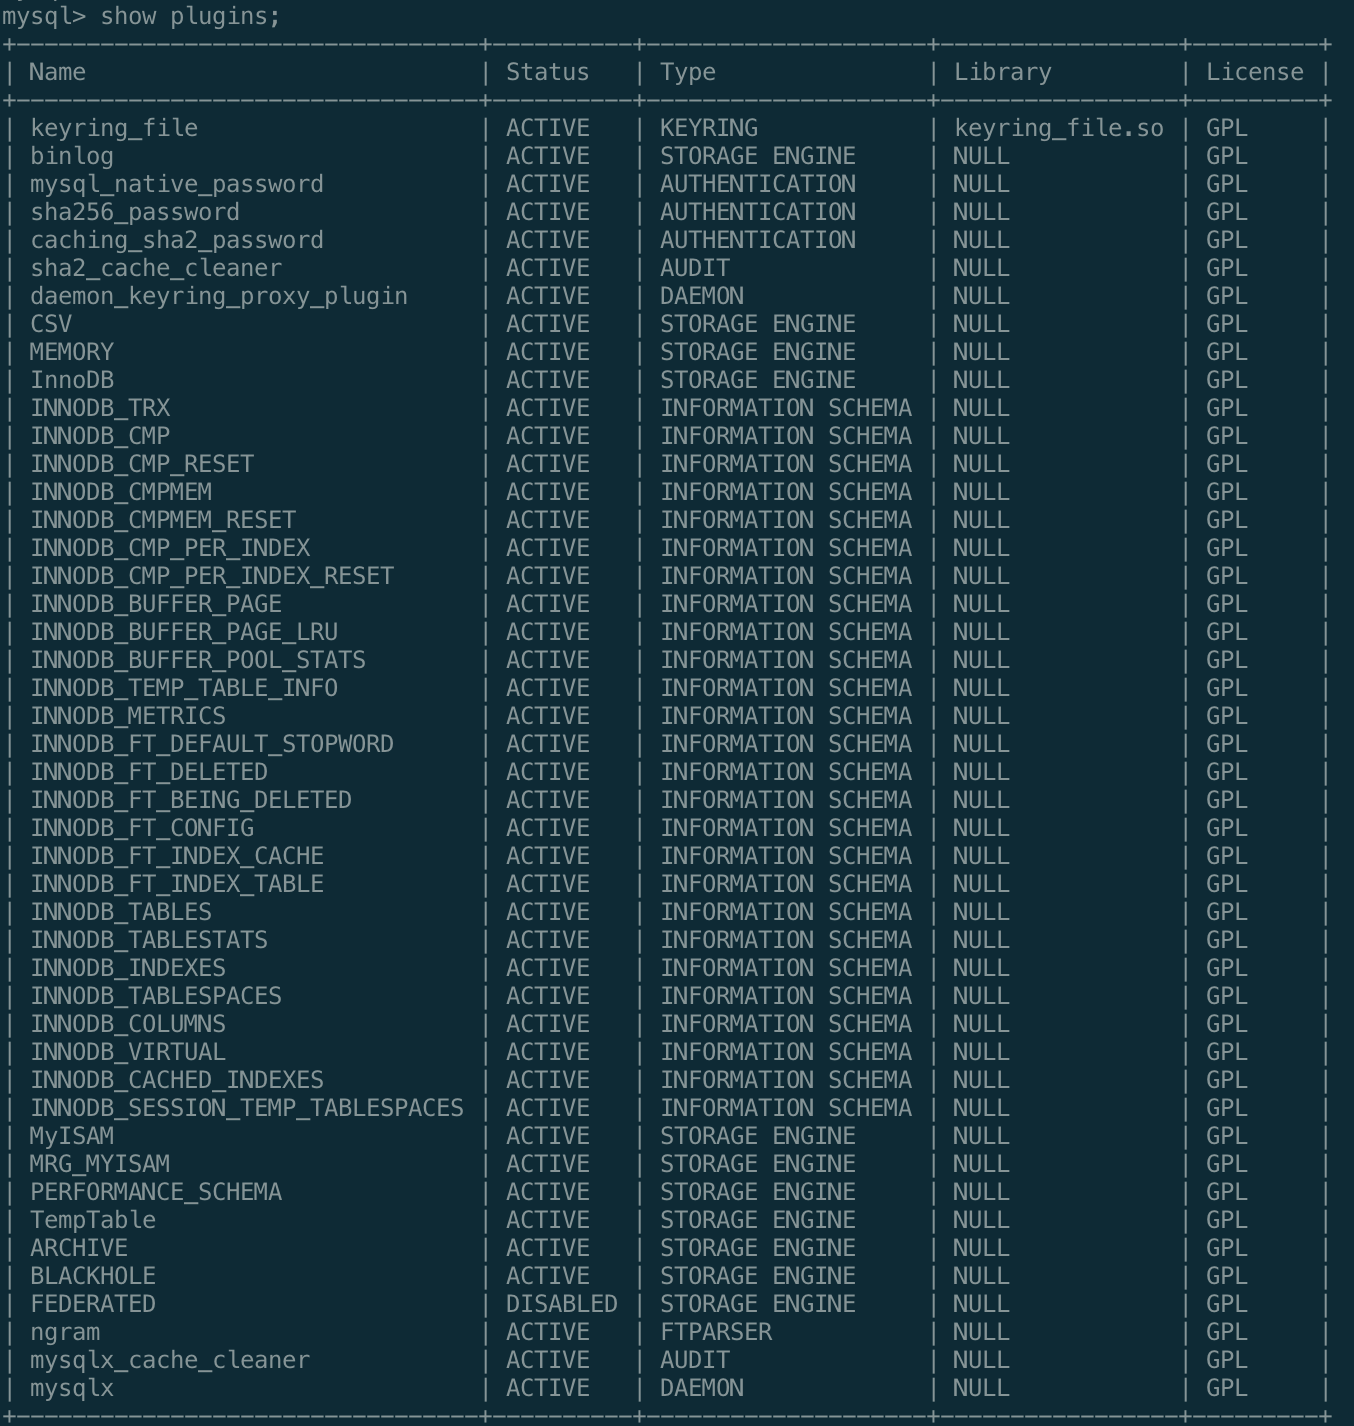 mysql> show plugins;
+---------------------------------+----------+--------------------+-----------------+---------+
| Name                            | Status   | Type               | Library         | License |
+---------------------------------+----------+--------------------+-----------------+---------+
| keyring_file                    | ACTIVE   | KEYRING            | keyring_file.so | GPL     |
| binlog                          | ACTIVE   | STORAGE ENGINE     | NULL            | GPL     |
| mysql_native_password           | ACTIVE   | AUTHENTICATION     | NULL            | GPL     |
| sha256_password                 | ACTIVE   | AUTHENTICATION     | NULL            | GPL     |
| caching_sha2_password           | ACTIVE   | AUTHENTICATION     | NULL            | GPL     |
| sha2_cache_cleaner              | ACTIVE   | AUDIT              | NULL            | GPL     |
| daemon_keyring_proxy_plugin     | ACTIVE   | DAEMON             | NULL            | GPL     |
| CSV                             | ACTIVE   | STORAGE ENGINE     | NULL            | GPL     |
| MEMORY                          | ACTIVE   | STORAGE ENGINE     | NULL            | GPL     |
| InnoDB                          | ACTIVE   | STORAGE ENGINE     | NULL            | GPL     |
| INNODB_TRX                      | ACTIVE   | INFORMATION SCHEMA | NULL            | GPL     |
| INNODB_CMP                      | ACTIVE   | INFORMATION SCHEMA | NULL            | GPL     |
| INNODB_CMP_RESET                | ACTIVE   | INFORMATION SCHEMA | NULL            | GPL     |
| INNODB_CMPMEM                   | ACTIVE   | INFORMATION SCHEMA | NULL            | GPL     |
| INNODB_CMPMEM_RESET             | ACTIVE   | INFORMATION SCHEMA | NULL            | GPL     |
| INNODB_CMP_PER_INDEX            | ACTIVE   | INFORMATION SCHEMA | NULL            | GPL     |
| INNODB_CMP_PER_INDEX_RESET      | ACTIVE   | INFORMATION SCHEMA | NULL            | GPL     |
| INNODB_BUFFER_PAGE              | ACTIVE   | INFORMATION SCHEMA | NULL            | GPL     |
| INNODB_BUFFER_PAGE_LRU          | ACTIVE   | INFORMATION SCHEMA | NULL            | GPL     |
| INNODB_BUFFER_POOL_STATS        | ACTIVE   | INFORMATION SCHEMA | NULL            | GPL     |
| INNODB_TEMP_TABLE_INFO          | ACTIVE   | INFORMATION SCHEMA | NULL            | GPL     |
| INNODB_METRICS                  | ACTIVE   | INFORMATION SCHEMA | NULL            | GPL     |
| INNODB_FT_DEFAULT_STOPWORD      | ACTIVE   | INFORMATION SCHEMA | NULL            | GPL     |
| INNODB_FT_DELETED               | ACTIVE   | INFORMATION SCHEMA | NULL            | GPL     |
| INNODB_FT_BEING_DELETED         | ACTIVE   | INFORMATION SCHEMA | NULL            | GPL     |
| INNODB_FT_CONFIG                | ACTIVE   | INFORMATION SCHEMA | NULL            | GPL     |
| INNODB_FT_INDEX_CACHE           | ACTIVE   | INFORMATION SCHEMA | NULL            | GPL     |
| INNODB_FT_INDEX_TABLE           | ACTIVE   | INFORMATION SCHEMA | NULL            | GPL     |
| INNODB_TABLES                   | ACTIVE   | INFORMATION SCHEMA | NULL            | GPL     |
| INNODB_TABLESTATS               | ACTIVE   | INFORMATION SCHEMA | NULL            | GPL     |
| INNODB_INDEXES                  | ACTIVE   | INFORMATION SCHEMA | NULL            | GPL     |
| INNODB_TABLESPACES              | ACTIVE   | INFORMATION SCHEMA | NULL            | GPL     |
| INNODB_COLUMNS                  | ACTIVE   | INFORMATION SCHEMA | NULL            | GPL     |
| INNODB_VIRTUAL                  | ACTIVE   | INFORMATION SCHEMA | NULL            | GPL     |
| INNODB_CACHED_INDEXES           | ACTIVE   | INFORMATION SCHEMA | NULL            | GPL     |
| INNODB_SESSION_TEMP_TABLESPACES | ACTIVE   | INFORMATION SCHEMA | NULL            | GPL     |
| MyISAM                          | ACTIVE   | STORAGE ENGINE     | NULL            | GPL     |
| MRG_MYISAM                      | ACTIVE   | STORAGE ENGINE     | NULL            | GPL     |
| PERFORMANCE_SCHEMA              | ACTIVE   | STORAGE ENGINE     | NULL            | GPL     |
| TempTable                       | ACTIVE   | STORAGE ENGINE     | NULL            | GPL     |
| ARCHIVE                         | ACTIVE   | STORAGE ENGINE     | NULL            | GPL     |
| BLACKHOLE                       | ACTIVE   | STORAGE ENGINE     | NULL            | GPL     |
| FEDERATED                       | DISABLED | STORAGE ENGINE     | NULL            | GPL     |
| ngram                           | ACTIVE   | FTPARSER           | NULL            | GPL     |
| mysqlx_cache_cleaner            | ACTIVE   | AUDIT              | NULL            | GPL     |
| mysqlx                          | ACTIVE   | DAEMON             | NULL            | GPL     |
+---------------------------------+----------+--------------------+-----------------+---------+